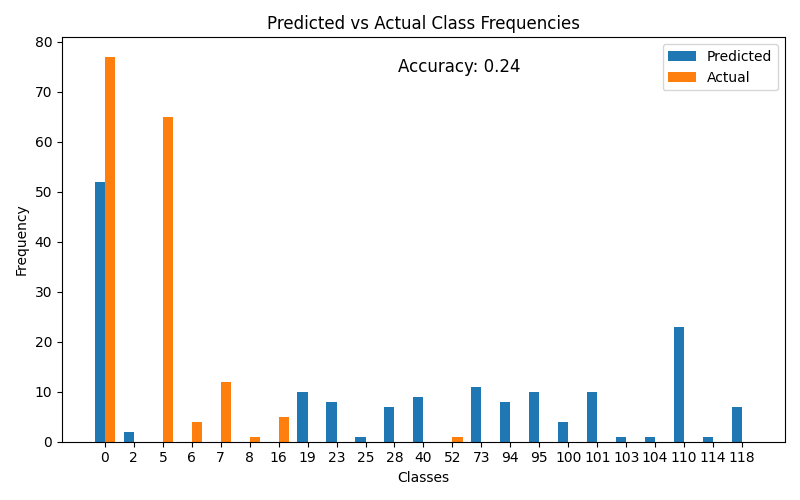 Predicted vs Actual Class Frequencies
Accuracy: 0.24
Predicted
Actual
80
70
60
50
40
30
20
10
0
Frequency
0 2 5 6 7 8 16 19 23 25 28 40 52 73 94 95 100 101 103 104 110 114 118
Classes